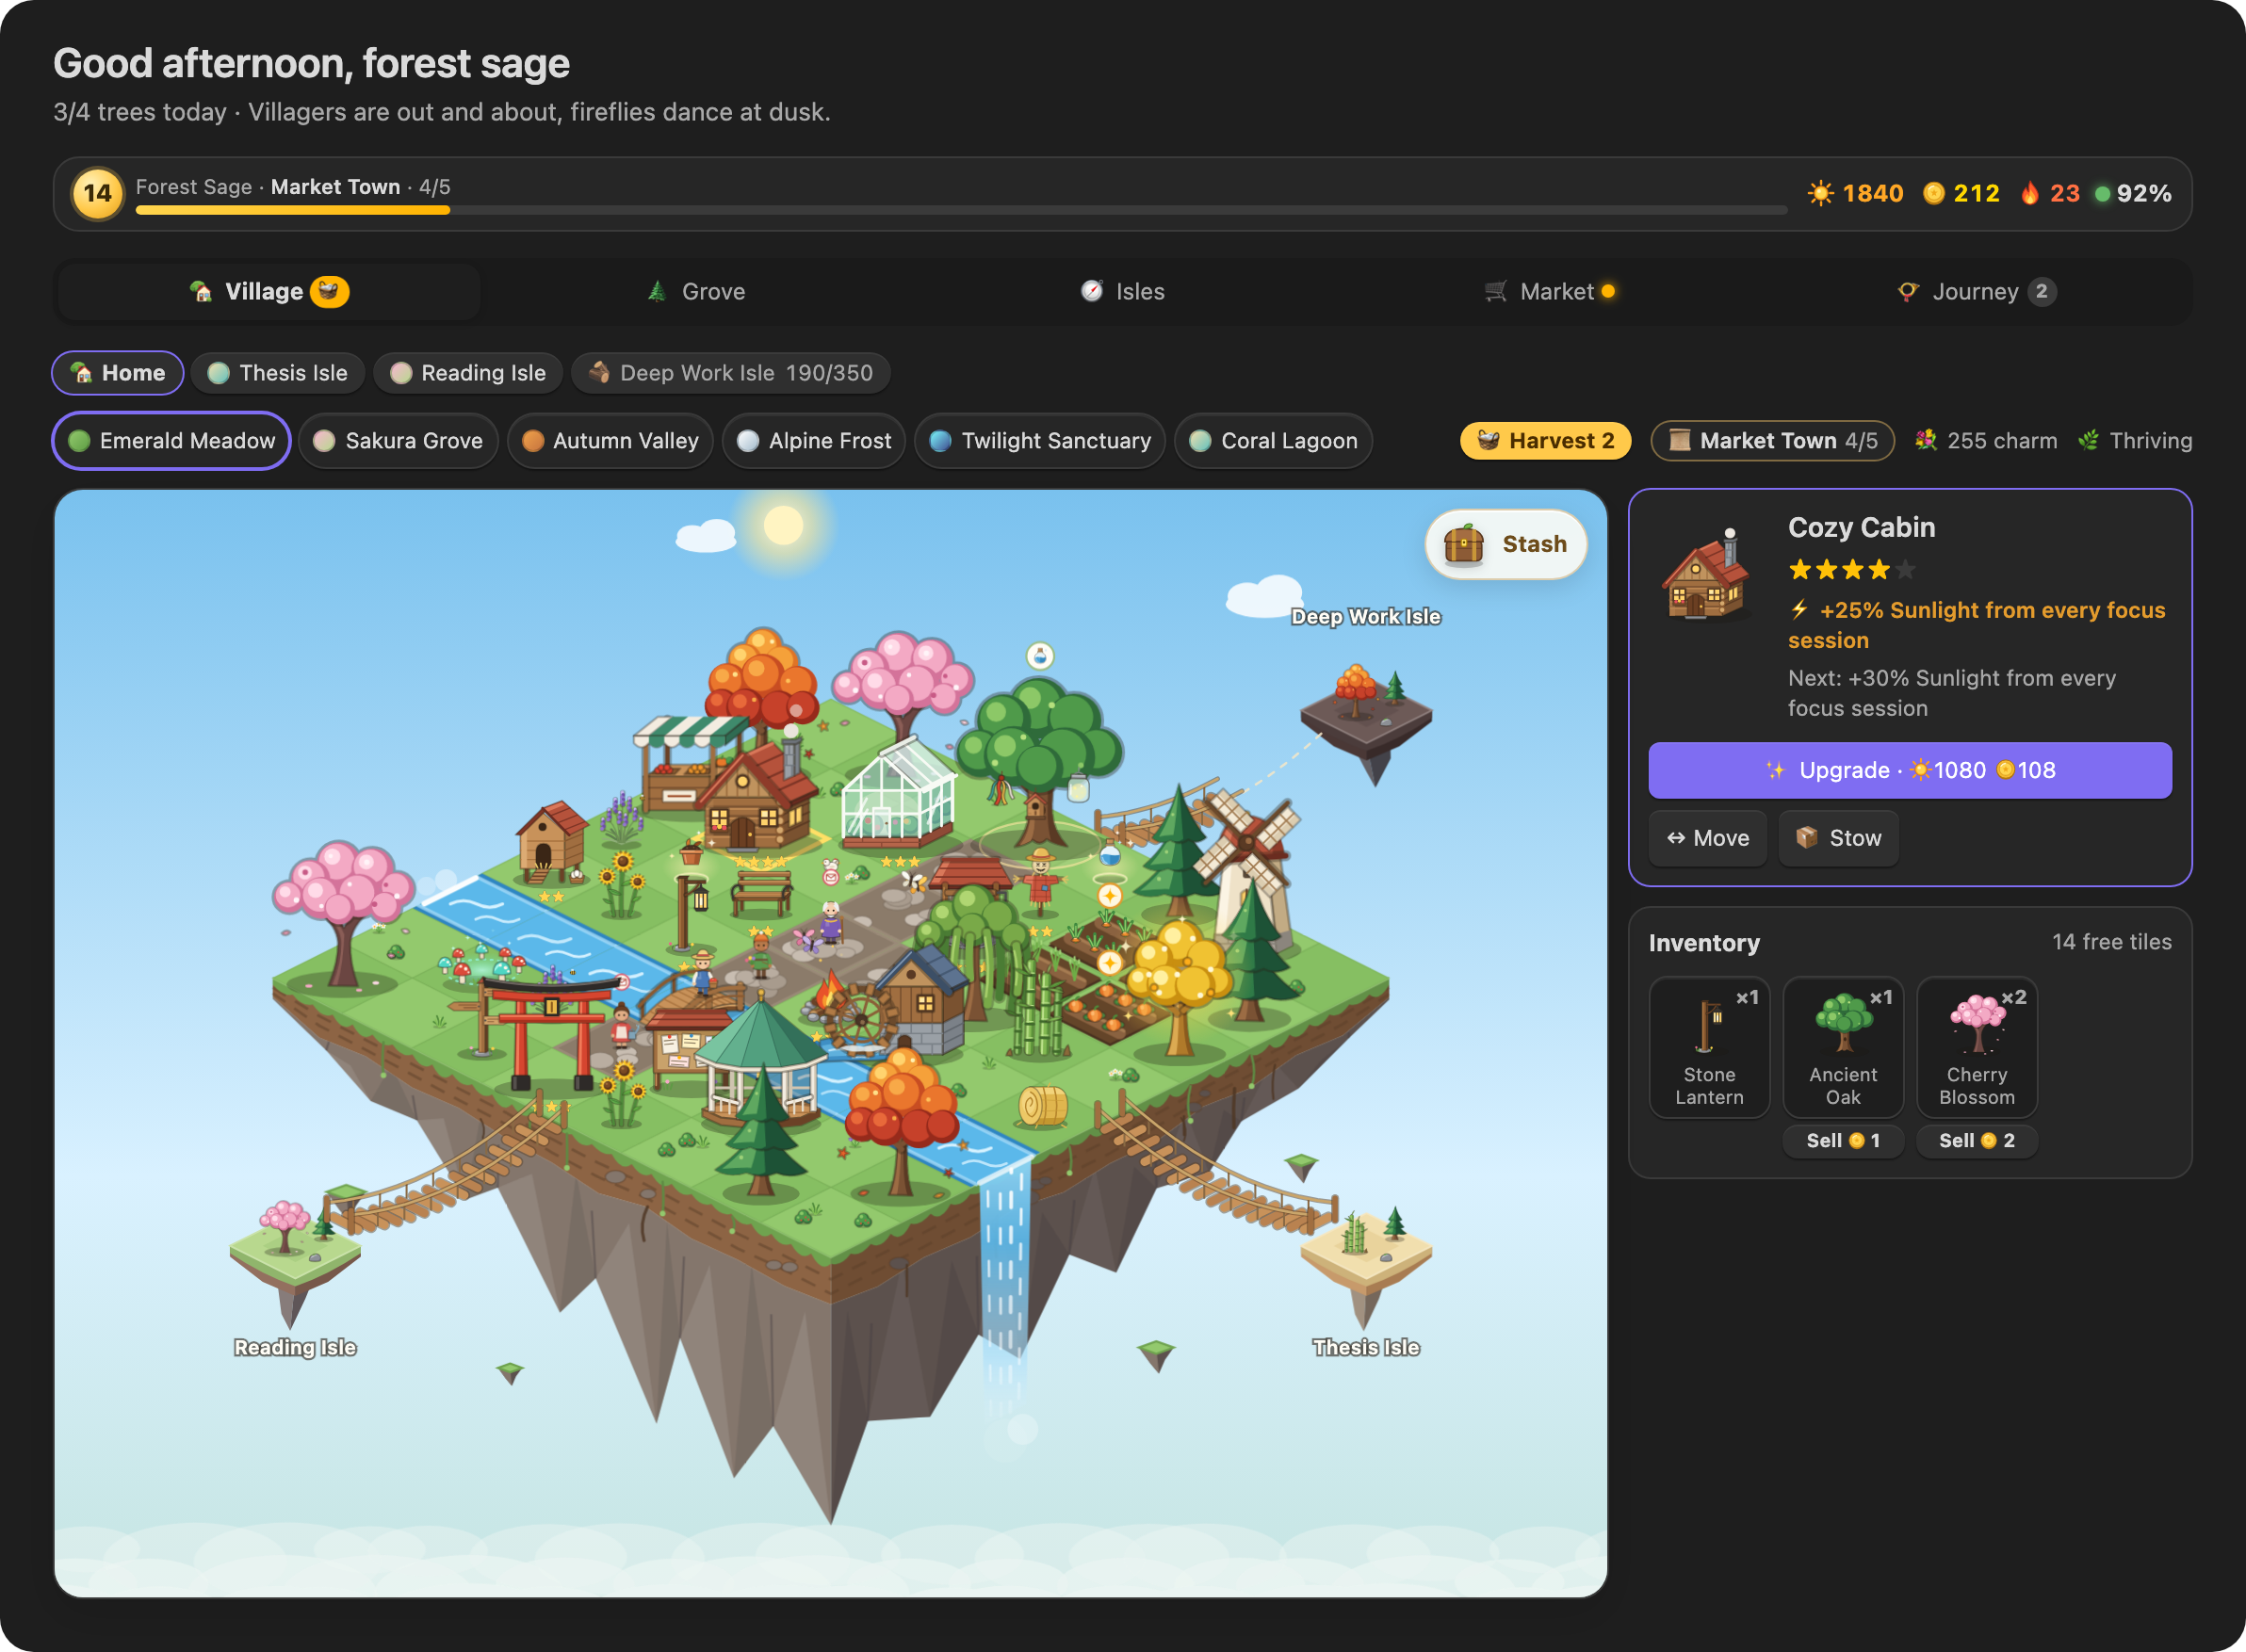 Good afternoon, forest sage
3/4 trees today · Villagers are out and about, fireflies dance at dusk.
14
Forest Sage · Market Town · 4/5
1840 212 23 92%
Village
Grove
Isles
Market
Journey 2
Home
Thesis Isle
Reading Isle
Deep Work Isle 190/350
Emerald Meadow
Sakura Grove
Autumn Valley
Alpine Frost
Twilight Sanctuary
Coral Lagoon
Harvest 2
Market Town 4/5
255 charm
Thriving
Stash
Deep Work Isle
Reading Isle
Thesis Isle
Cozy Cabin
+25% Sunlight from every focus
session
Next: +30% Sunlight from every
focus session
Upgrade · 1080 108
Move
Stow
Inventory
14 free tiles
×1
Stone
Lantern
×1
Ancient
Oak
Sell 1
×2
Cherry
Blossom
Sell 2